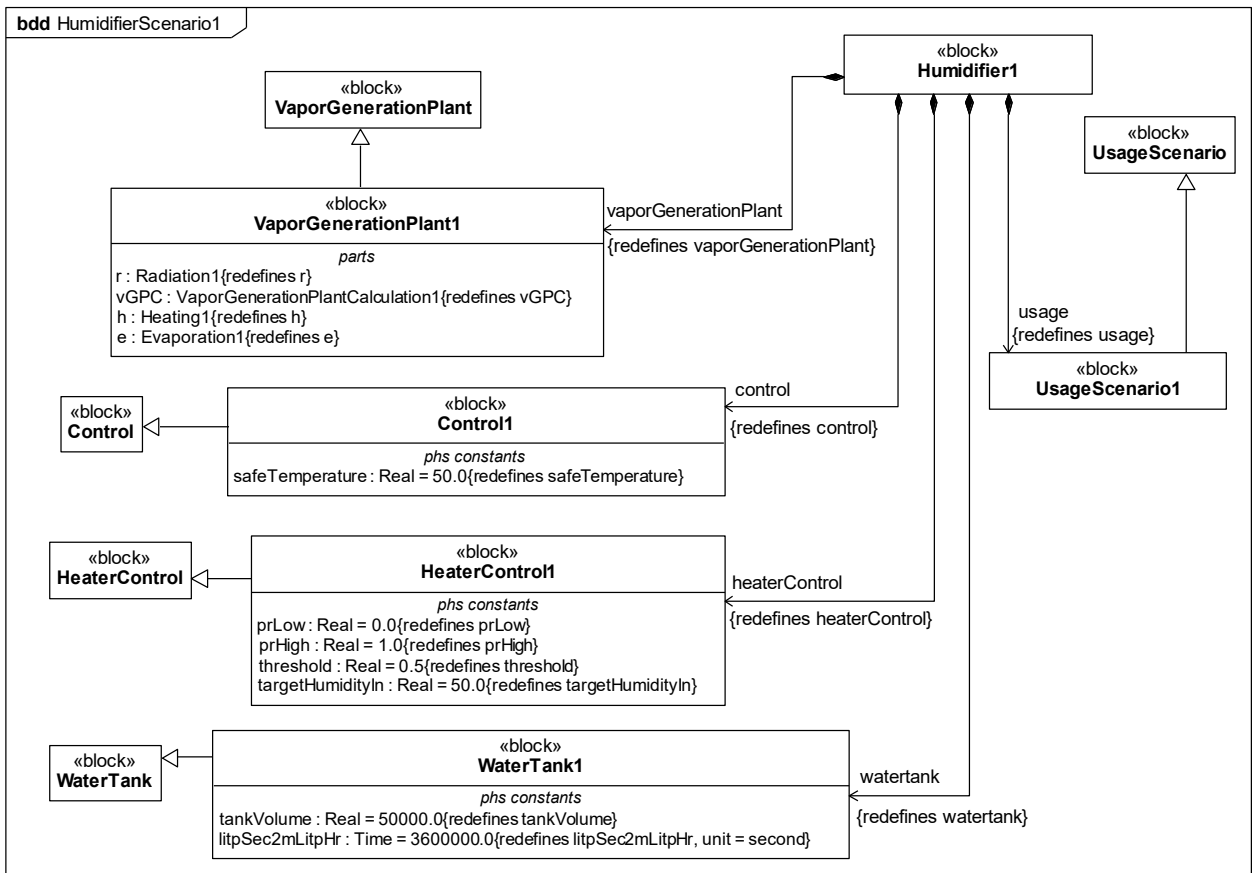 bdd HumidifierScenario1
«block»
Humidifier1
«block»
VaporGenerationPlant
«block»
UsageScenario
«block»
VaporGenerationPlant1
parts
r : Radiation1{redefines r}
vGPC : VaporGenerationPlantCalculation1{redefines vGPC}
h : Heating1{redefines h}
e : Evaporation1{redefines e}
vaporGenerationPlant
{redefines vaporGenerationPlant}
usage
{redefines usage}
«block»
UsageScenario1
«block»
Control
«block»
Control1
phs constants
safeTemperature : Real = 50.0{redefines safeTemperature}
control
{redefines control}
«block»
HeaterControl
«block»
HeaterControl1
phs constants
prLow : Real = 0.0{redefines prLow}
prHigh : Real = 1.0{redefines prHigh}
threshold : Real = 0.5{redefines threshold}
targetHumidityIn : Real = 50.0{redefines targetHumidityIn}
heaterControl
{redefines heaterControl}
«block»
WaterTank
«block»
WaterTank1
phs constants
tankVolume : Real = 50000.0{redefines tankVolume}
litpSec2mLitpHr : Time = 3600000.0{redefines litpSec2mLitpHr, unit = second}
watertank
{redefines watertank}